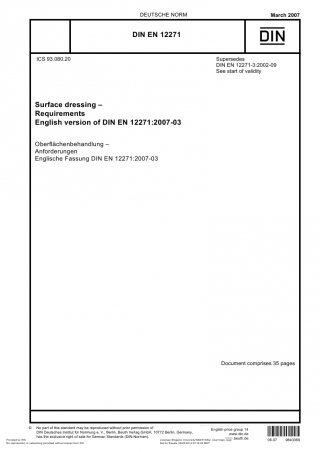 DEUTSCHE NORM
March 2007
DIN EN 12271
DIN
ICS 93.080.20
Supersedes
DIN EN 12271-3:2002-09
See start of validity
Surface dressing –
Requirements
English version of DIN EN 12271:2007-03
Oberflächenbehandlung –
Anforderungen
Englische Fassung DIN EN 12271:2007-03
Document comprises 35 pages
© No part of this standard may be reproduced without prior permission of
DIN Deutsches Institut für Normung e. V., Berlin. Beuth Verlag GmbH, 10772 Berlin, Germany,
has the exclusive right of sale for German Standards (DIN-Normen).
English price group 14
www.din.de
www.beuth.de